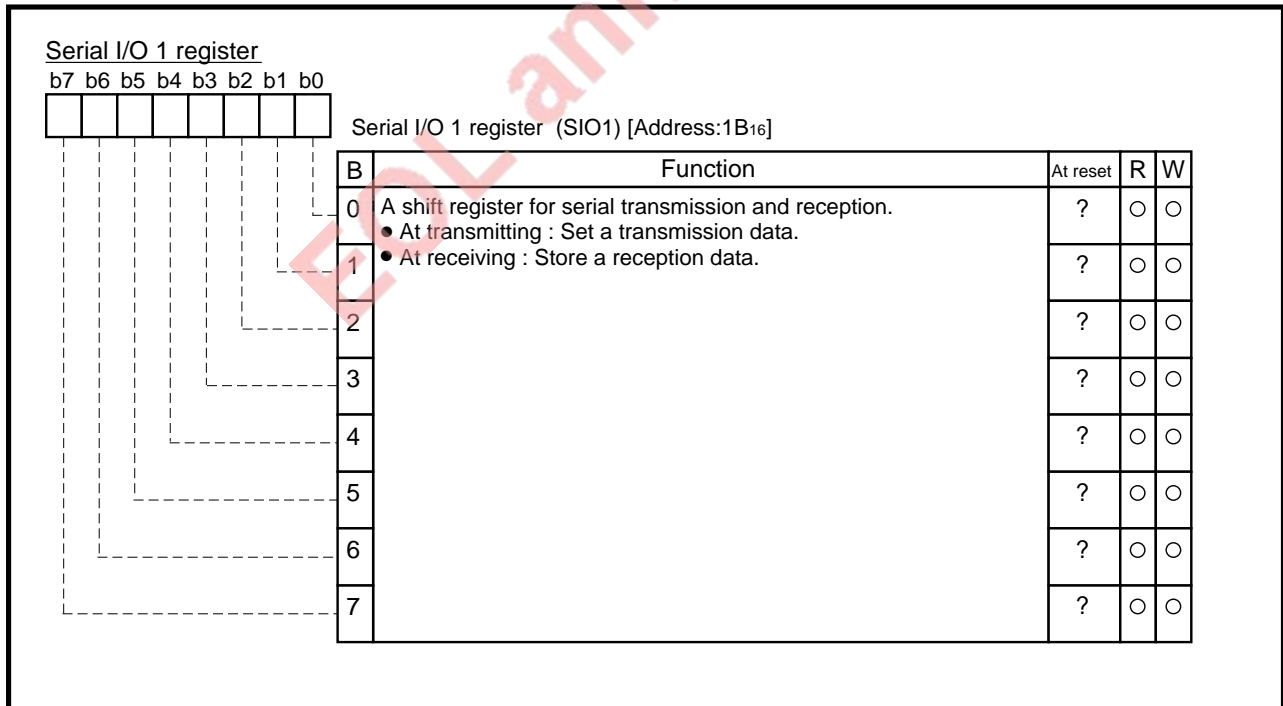 Serial I/O 1 register
b7 b6 b5 b4 b3 b2 b1 b0
Serial I/O 1 register (SIO1) [Address:1B₁₆]
B Function At reset R W
0 A shift register for serial transmission and reception. ? ○ ○
● At transmitting : Set a transmission data.
1 ● At receiving : Store a reception data. ? ○ ○
2 ? ○ ○
3 ? ○ ○
4 ? ○ ○
5 ? ○ ○
6 ? ○ ○
7 ? ○ ○
EOL